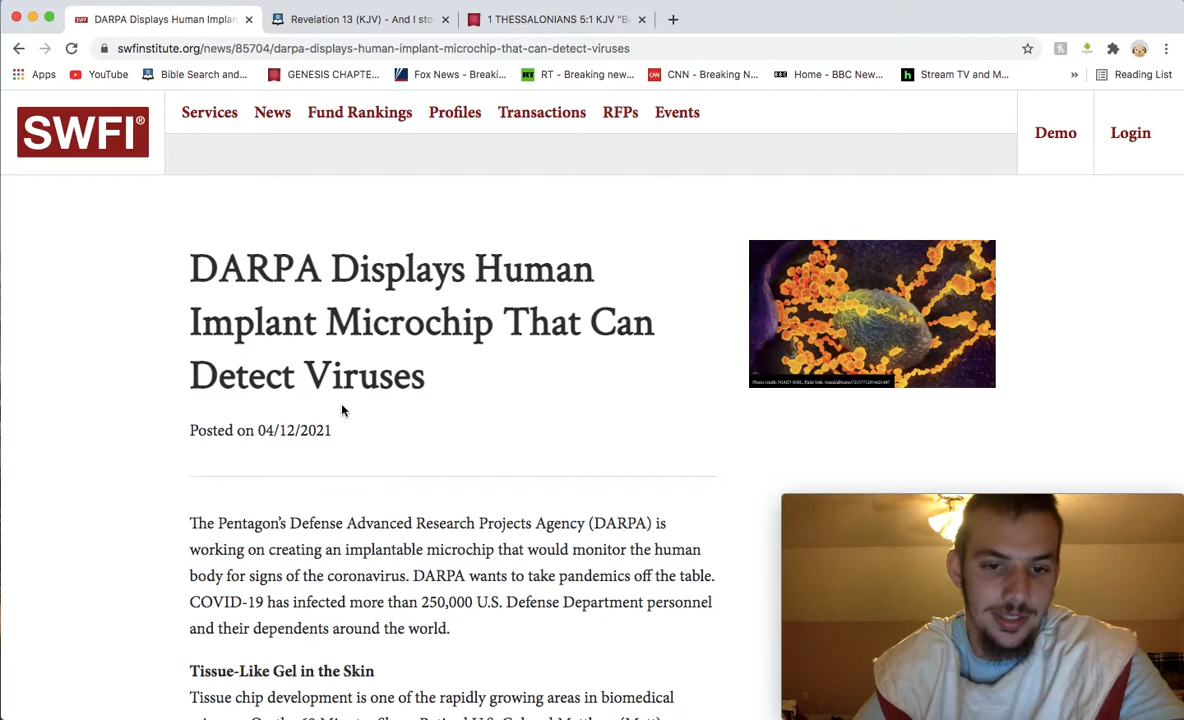 DARPA Displays Human Implan
Revelation 13 (KJV) - And I sto
1 THESSALONIANS 5:1 KJV "Bu
swfinstitute.org/news/85704/darpa-displays-human-implant-microchip-that-can-detect-viruses
Apps
YouTube
Bible Search and...
GENESIS CHAPTE...
Fox News - Breaki...
RT - Breaking new...
CNN - Breaking N...
Home - BBC New...
Stream TV and M...
Reading List
SWFI®
Services
News
Fund Rankings
Profiles
Transactions
RFPs
Events
Demo
Login
DARPA Displays Human
Implant Microchip That Can
Detect Viruses
Posted on 04/12/2021
The Pentagon's Defense Advanced Research Projects Agency (DARPA) is
working on creating an implantable microchip that would monitor the human
body for signs of the coronavirus. DARPA wants to take pandemics off the table.
COVID-19 has infected more than 250,000 U.S. Defense Department personnel
and their dependents around the world.
Tissue-Like Gel in the Skin
Tissue chip development is one of the rapidly growing areas in biomedical